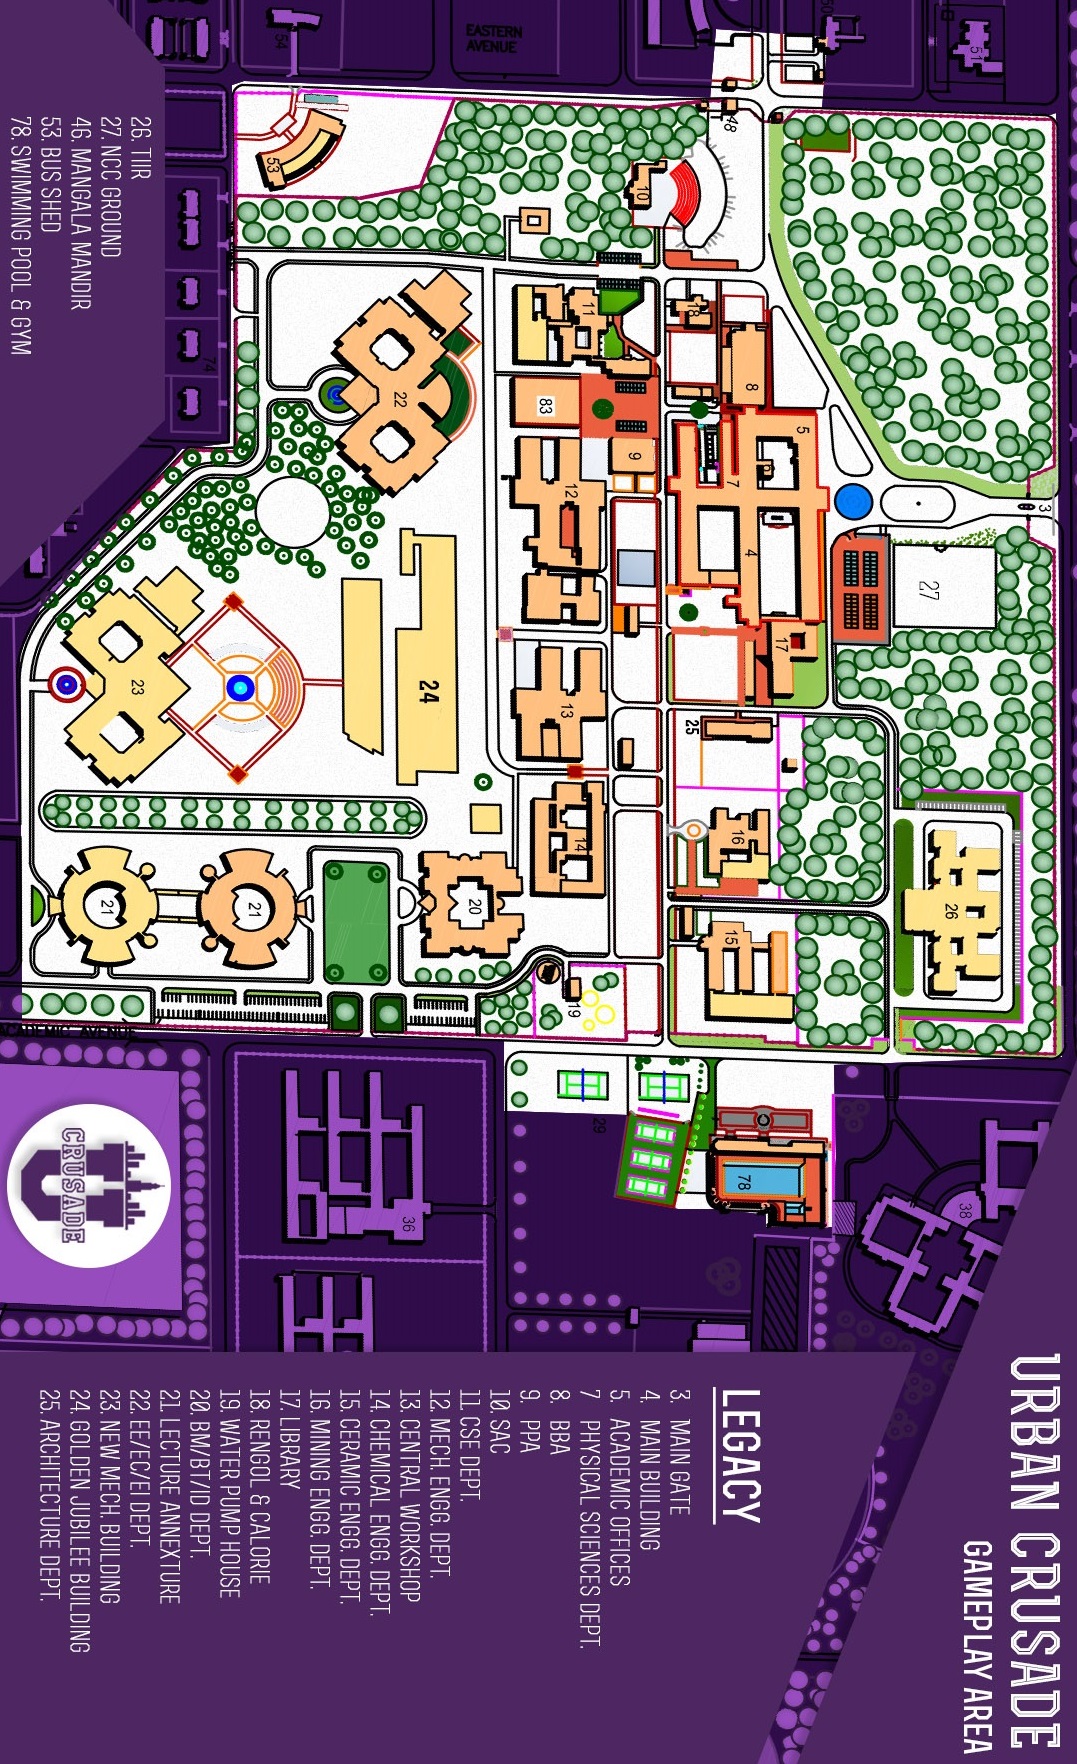 URBAN CRUSADE
GAMEPLAY AREA
LEGACY
3. MAIN GATE
4. MAIN BUILDING
5. ACADEMIC OFFICES
7. PHYSICAL SCIENCES DEPT.
8. BBA
9. PPA
10. SAC
11. CSE DEPT.
12. MECH. ENGG. DEPT.
13. CENTRAL WORKSHOP
14. CHEMICAL ENGG. DEPT.
15. CERAMIC ENGG. DEPT.
16. MINING ENGG. DEPT.
17. LIBRARY
18. RENGOL & CALORIE
19. WATER PUMP HOUSE
20. BM/BT/ID DEPT.
21. LECTURE ANNEXTURE
22. EE/EC/EI DEPT.
23. NEW MECH. BUILDING
24. GOLDEN JUBILEE BUILDING
25. ARCHITECTURE DEPT.
26. TIIR
27. NCC GROUND
46. MANGALA MANDIR
53. BUS SHED
78. SWIMMING POOL & GYM
EASTERN
AVENUE
ACADEMIC AVENUE
CRUSADE
54
51
48
53
10
11
18
8
5
22
83
9
7
12
4
3
27
17
74
23
24
13
25
14
16
26
21
21
20
15
19
29
78
36
38